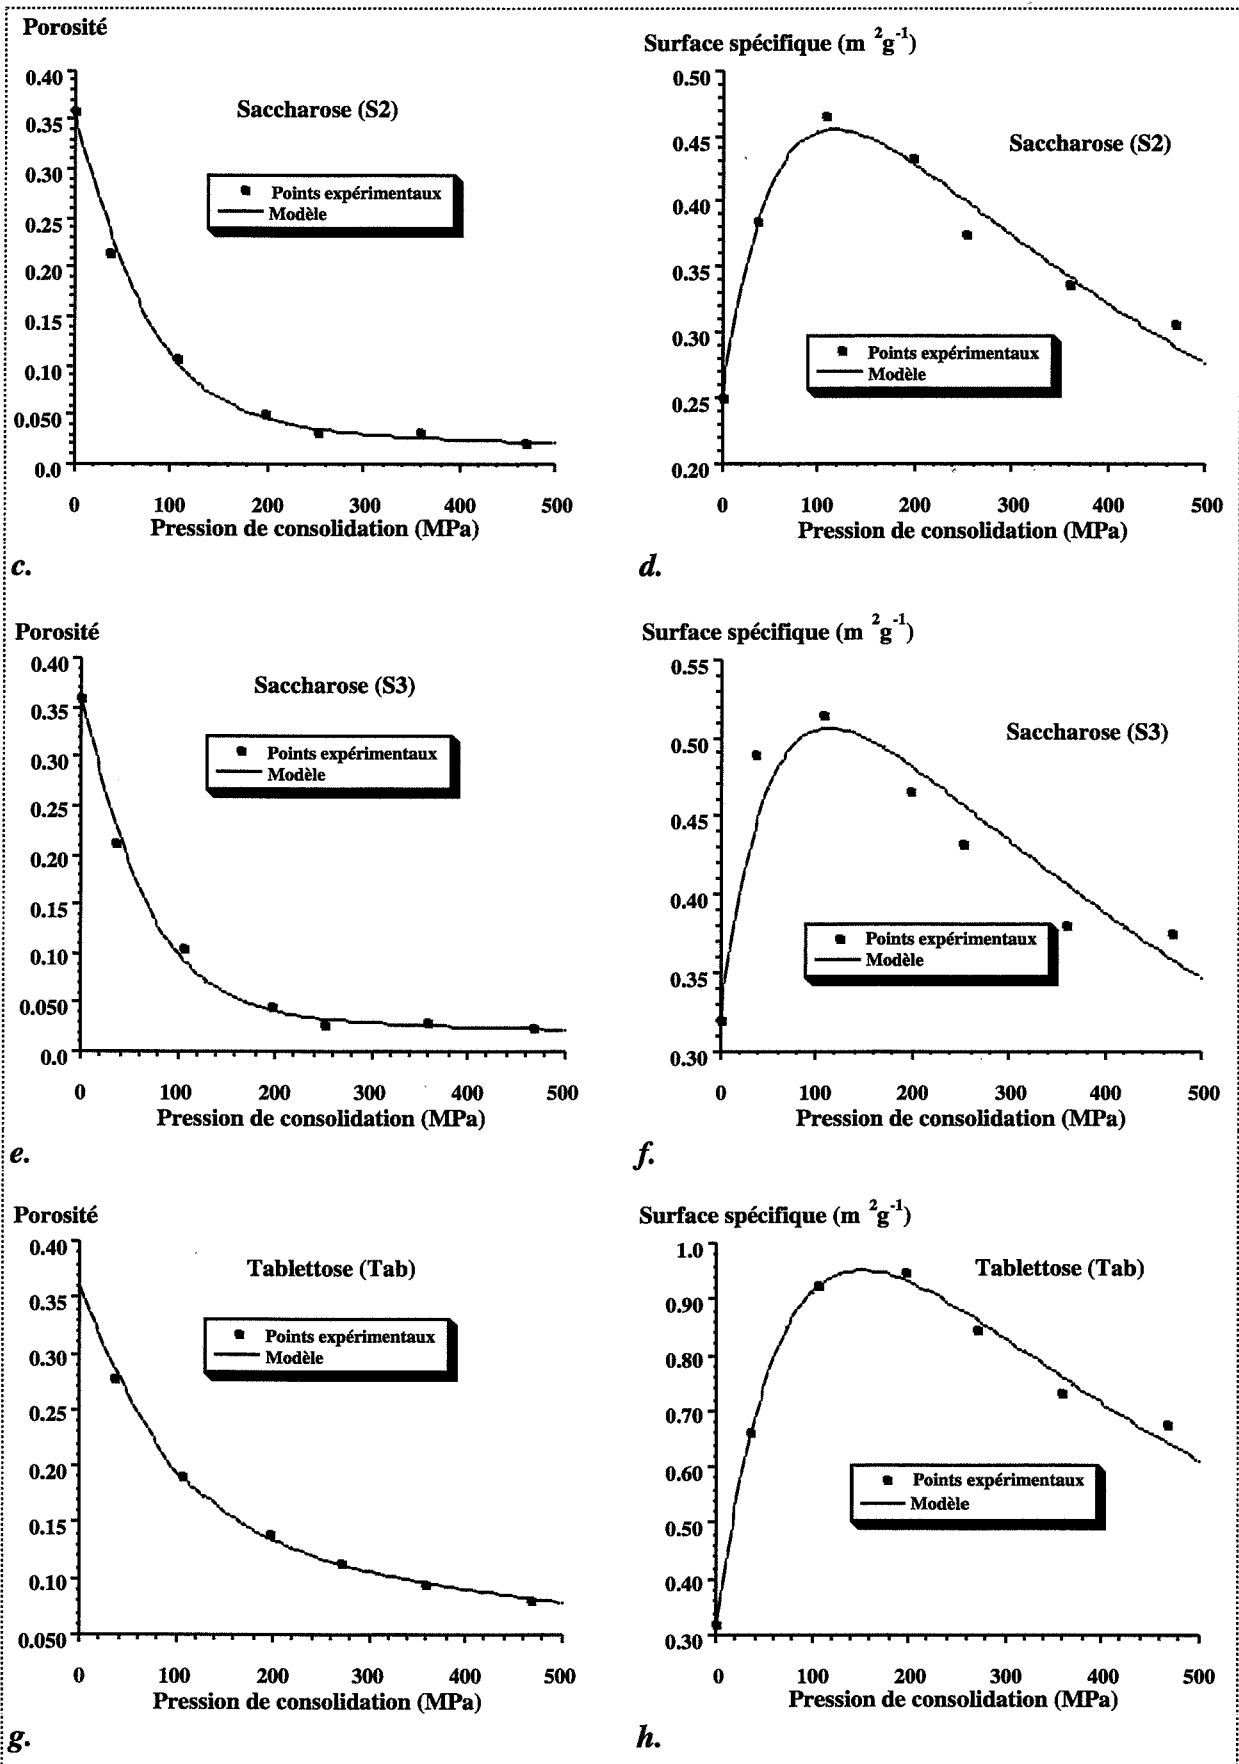 Porosité
0.40
0.35
0.30
0.25
0.20
0.15
0.10
0.050
0.0
Saccharose (S2)
Points expérimentaux
Modèle
0 100 200 300 400 500
Pression de consolidation (MPa)
c.
Surface spécifique (m 2g-1)
0.50
0.45
0.40
0.35
0.30
0.25
0.20
Saccharose (S2)
Points expérimentaux
Modèle
0 100 200 300 400 500
Pression de consolidation (MPa)
d.
Porosité
0.40
0.35
0.30
0.25
0.20
0.15
0.10
0.050
0.0
Saccharose (S3)
Points expérimentaux
Modèle
0 100 200 300 400 500
Pression de consolidation (MPa)
e.
Surface spécifique (m 2g-1)
0.55
0.50
0.45
0.40
0.35
0.30
Saccharose (S3)
Points expérimentaux
Modèle
0 100 200 300 400 500
Pression de consolidation (MPa)
f.
Porosité
0.40
0.35
0.30
0.25
0.20
0.15
0.10
0.050
Tablettose (Tab)
Points expérimentaux
Modèle
0 100 200 300 400 500
Pression de consolidation (MPa)
g.
Surface spécifique (m 2g-1)
1.0
0.90
0.80
0.70
0.60
0.50
0.40
0.30
Tablettose (Tab)
Points expérimentaux
Modèle
0 100 200 300 400 500
Pression de consolidation (MPa)
h.